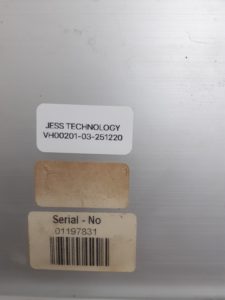 JESS TECHNOLOGY
VH00201-03-251220
Serial - No
01197831